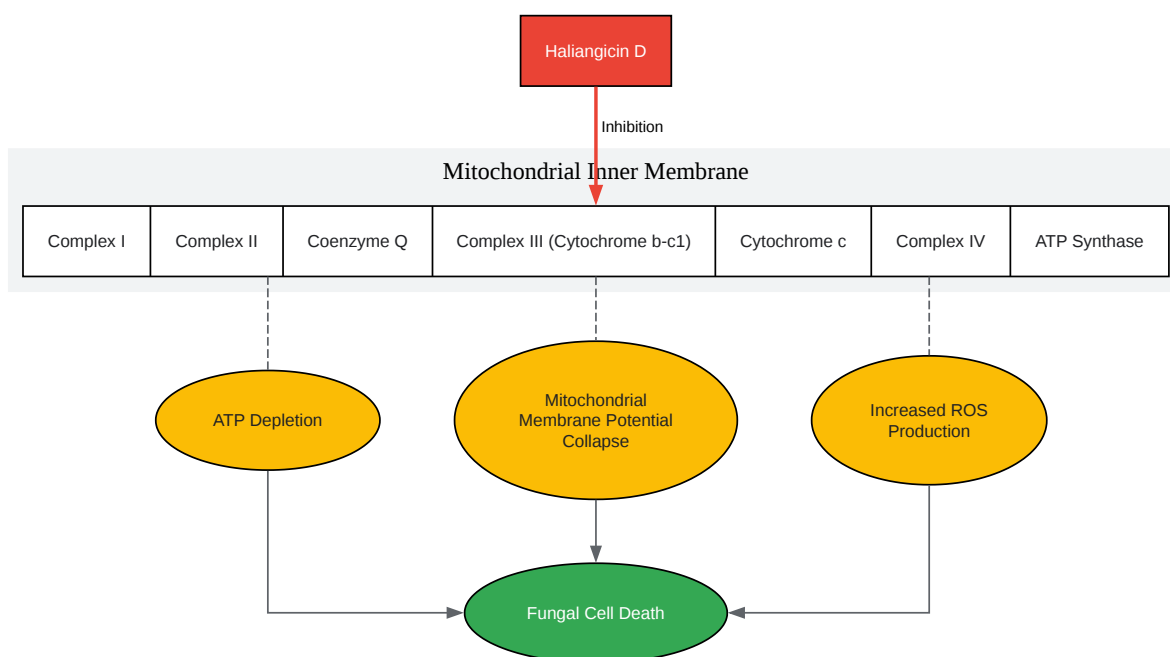 Haliangicin D
Inhibition
Mitochondrial Inner Membrane
Complex I
Complex II
Coenzyme Q
Complex III (Cytochrome b-c1)
Cytochrome c
Complex IV
ATP Synthase
ATP Depletion
Mitochondrial
Membrane Potential
Collapse
Increased ROS
Production
Fungal Cell Death